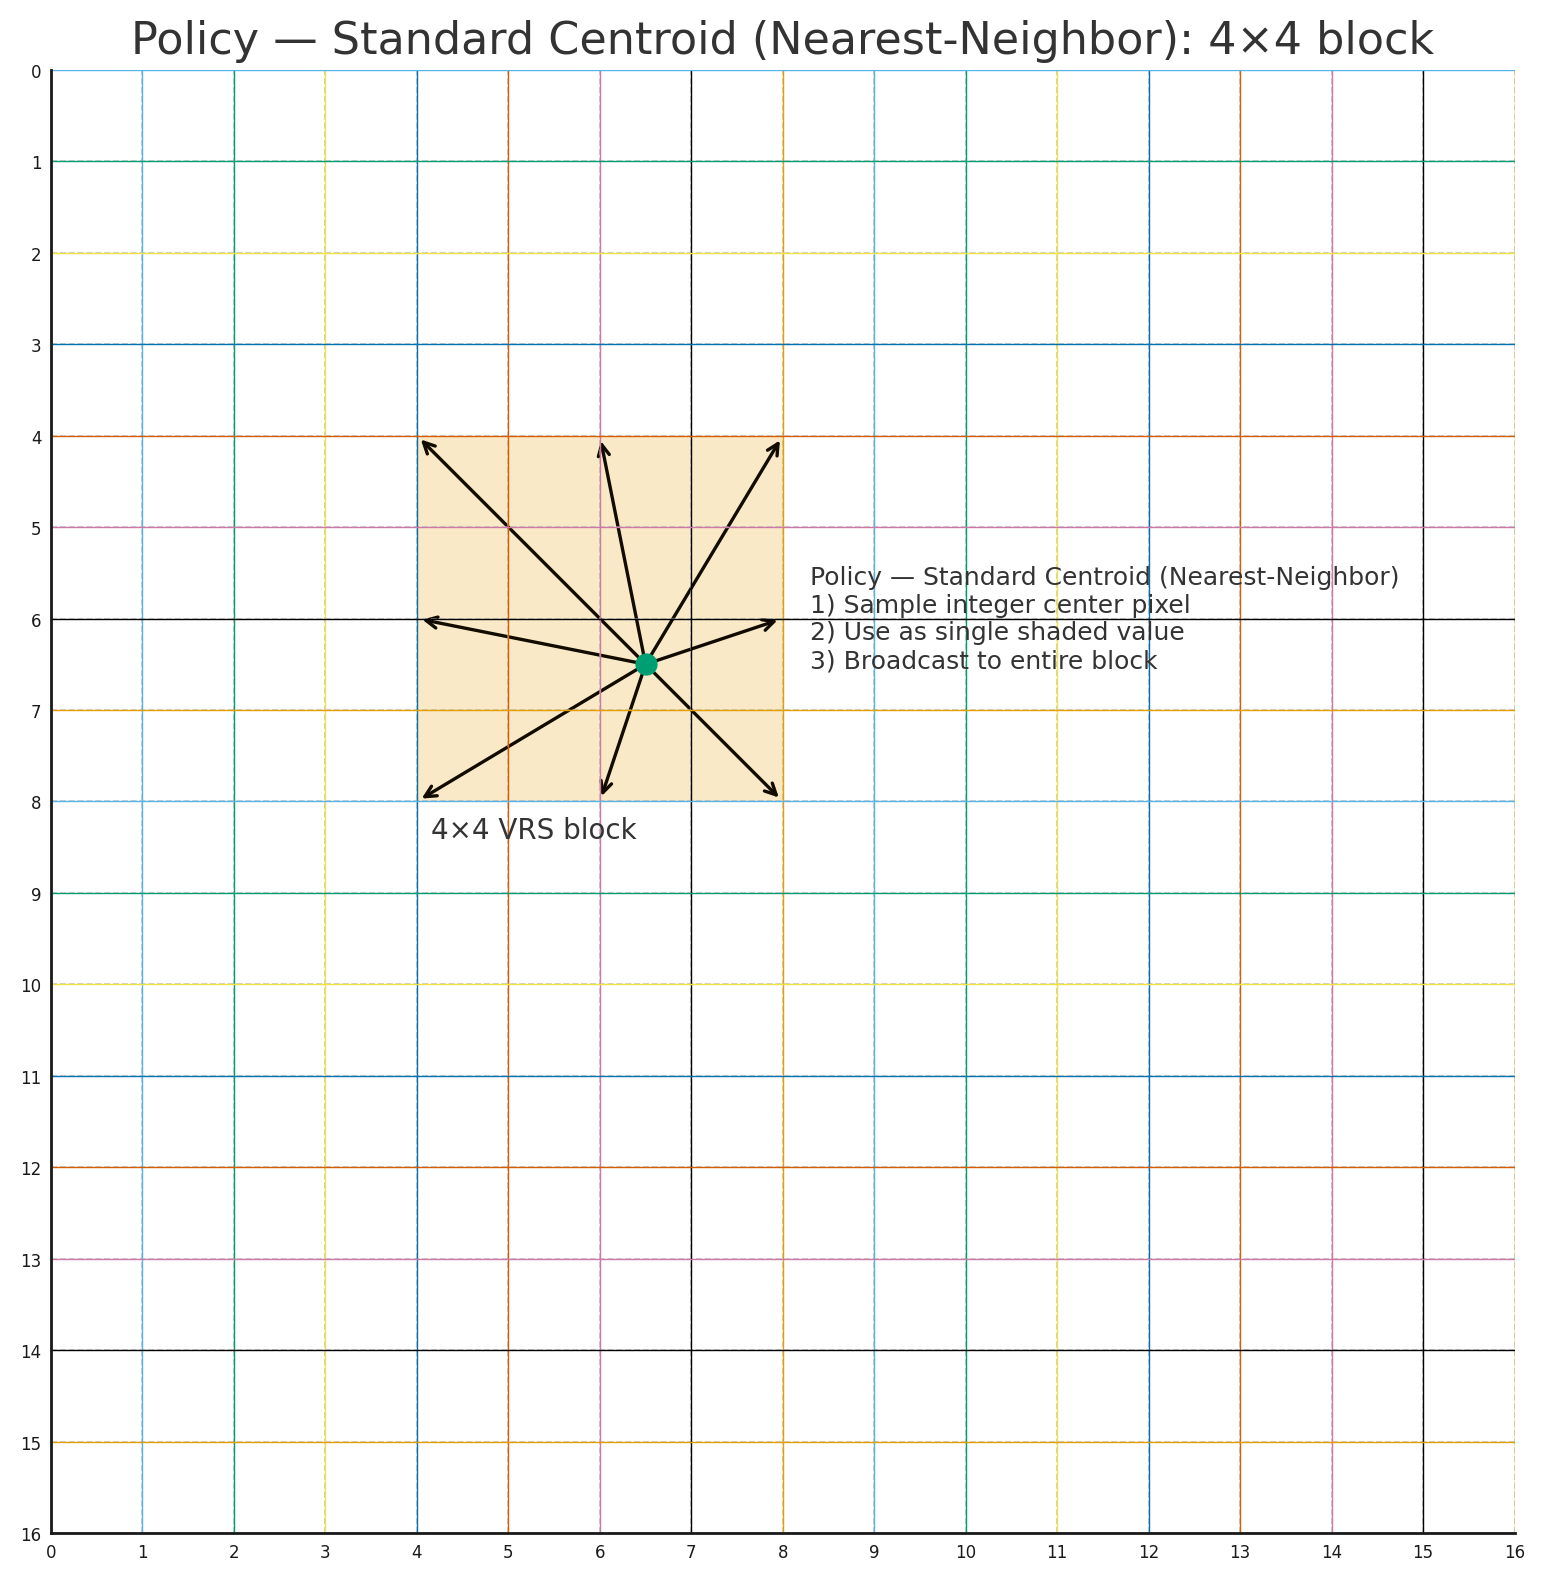 Policy — Standard Centroid (Nearest-Neighbor): 4×4 block
0
1
2
3
4
5
Policy — Standard Centroid (Nearest-Neighbor)
1) Sample integer center pixel
6
2) Use as single shaded value
3) Broadcast to entire block
7
8
4×4 VRS block
9
10
11
12
13
14
15
16
0 1 2 3 4 5 6 7 8 9 10 11 12 13 14 15 16